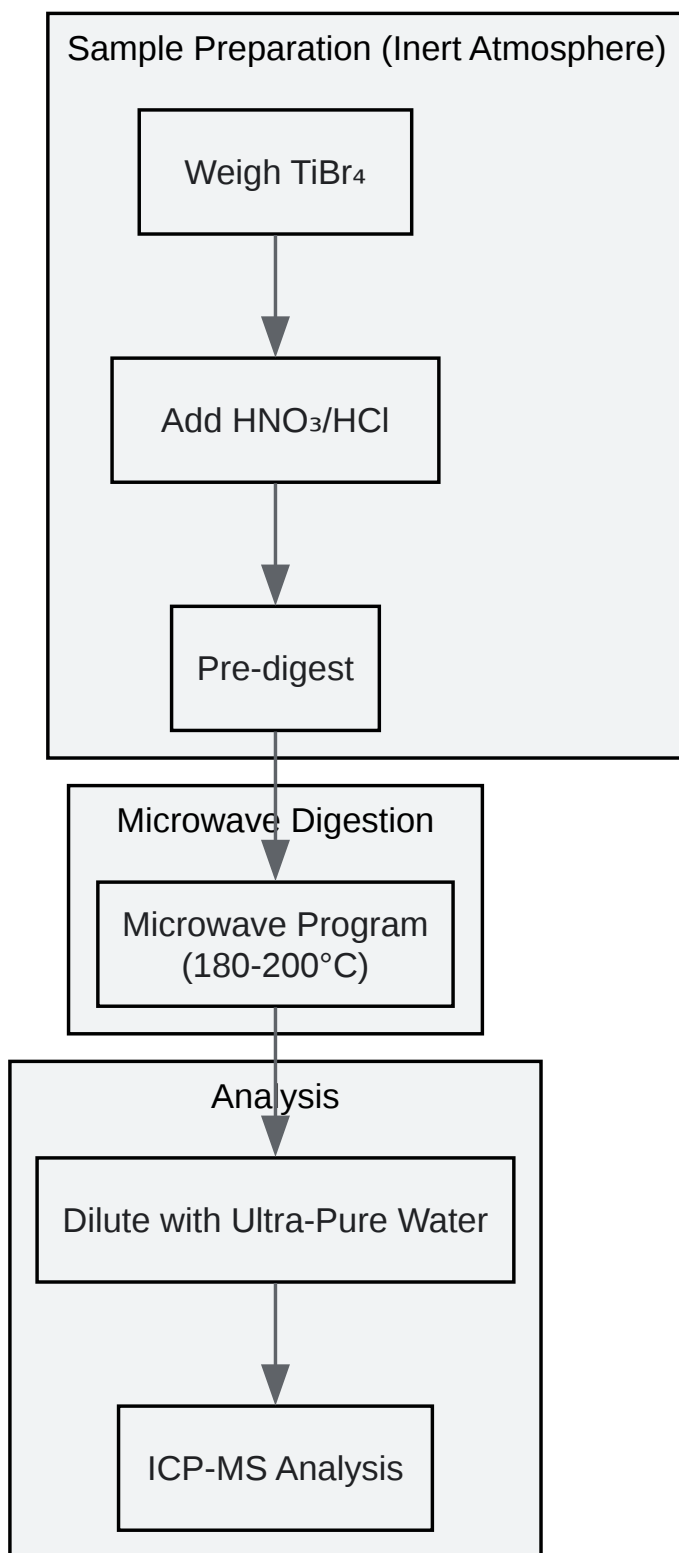 Sample Preparation (Inert Atmosphere)
Weigh TiBr₄
Add HNO₃/HCl
Pre-digest
Microwave Digestion
Microwave Program
(180-200°C)
Analysis
Dilute with Ultra-Pure Water
ICP-MS Analysis